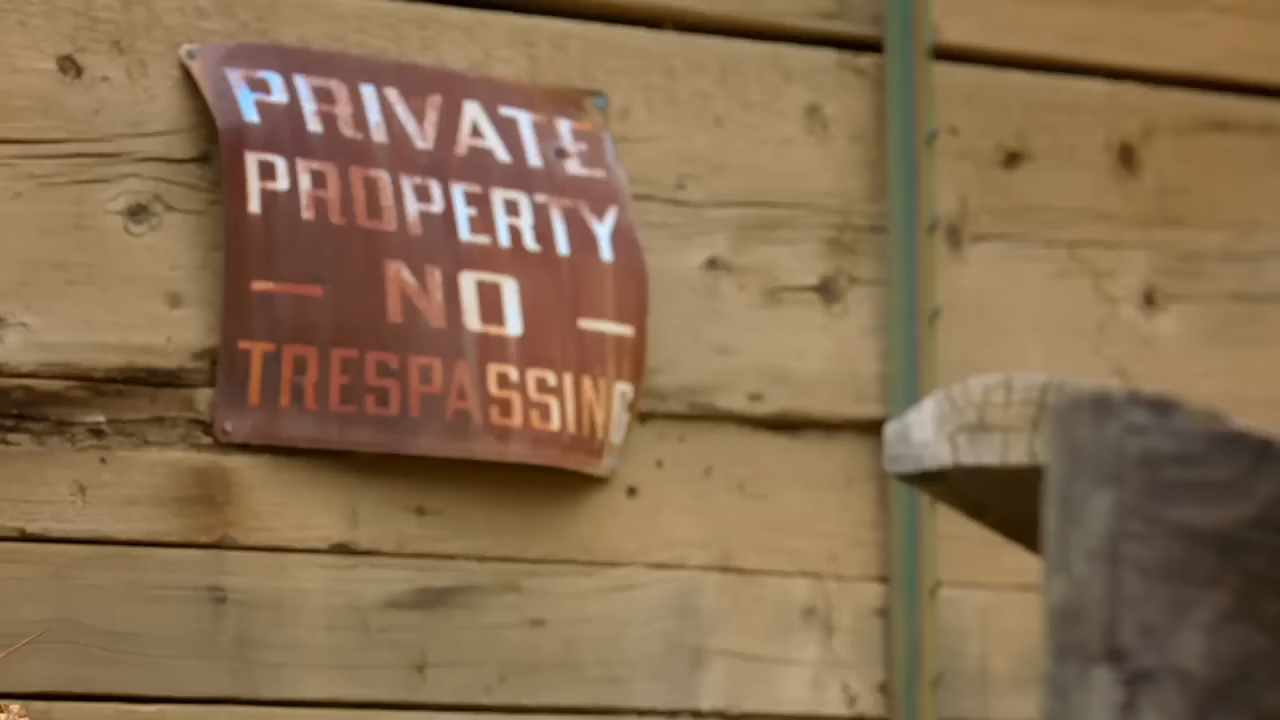 PRIVATE
PROPERTY
— NO —
TRESPASSING